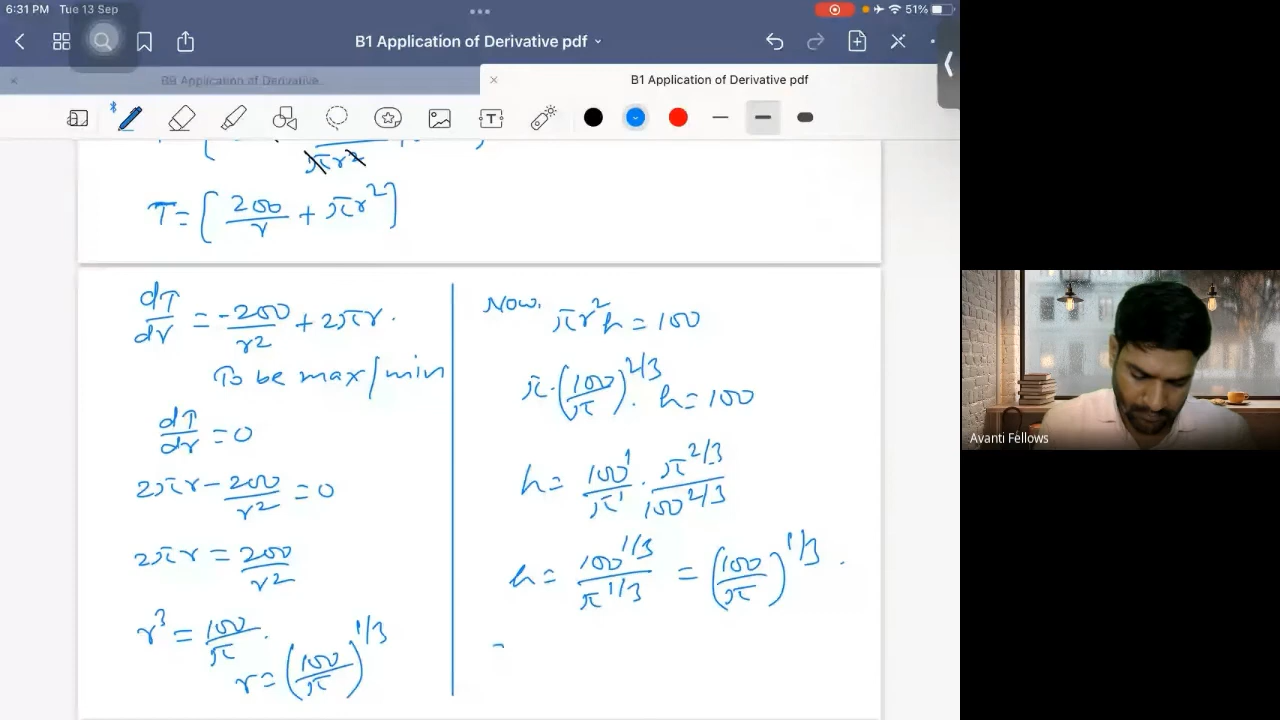 6:31 PM Tue 13 Sep
51%
B1 Application of Derivative pdf
B9 Application of Derivative...
B1 Application of Derivative pdf
T
πr²
T = [200/r + πr²]
dT/dr = -200/r² + 2πr.
To be max/min
dT/dr = 0
2πr - 200/r² = 0
2πr = 200/r²
r³ = 100/π.
r = (100/π)^1/3
Now, πr²h = 100
π·(100/π)^2/3 · h = 100
h = 100¹/π¹ · π^2/3/100^2/3
h = 100^1/3/π^1/3 = (100/π)^1/3.
Avanti Fellows